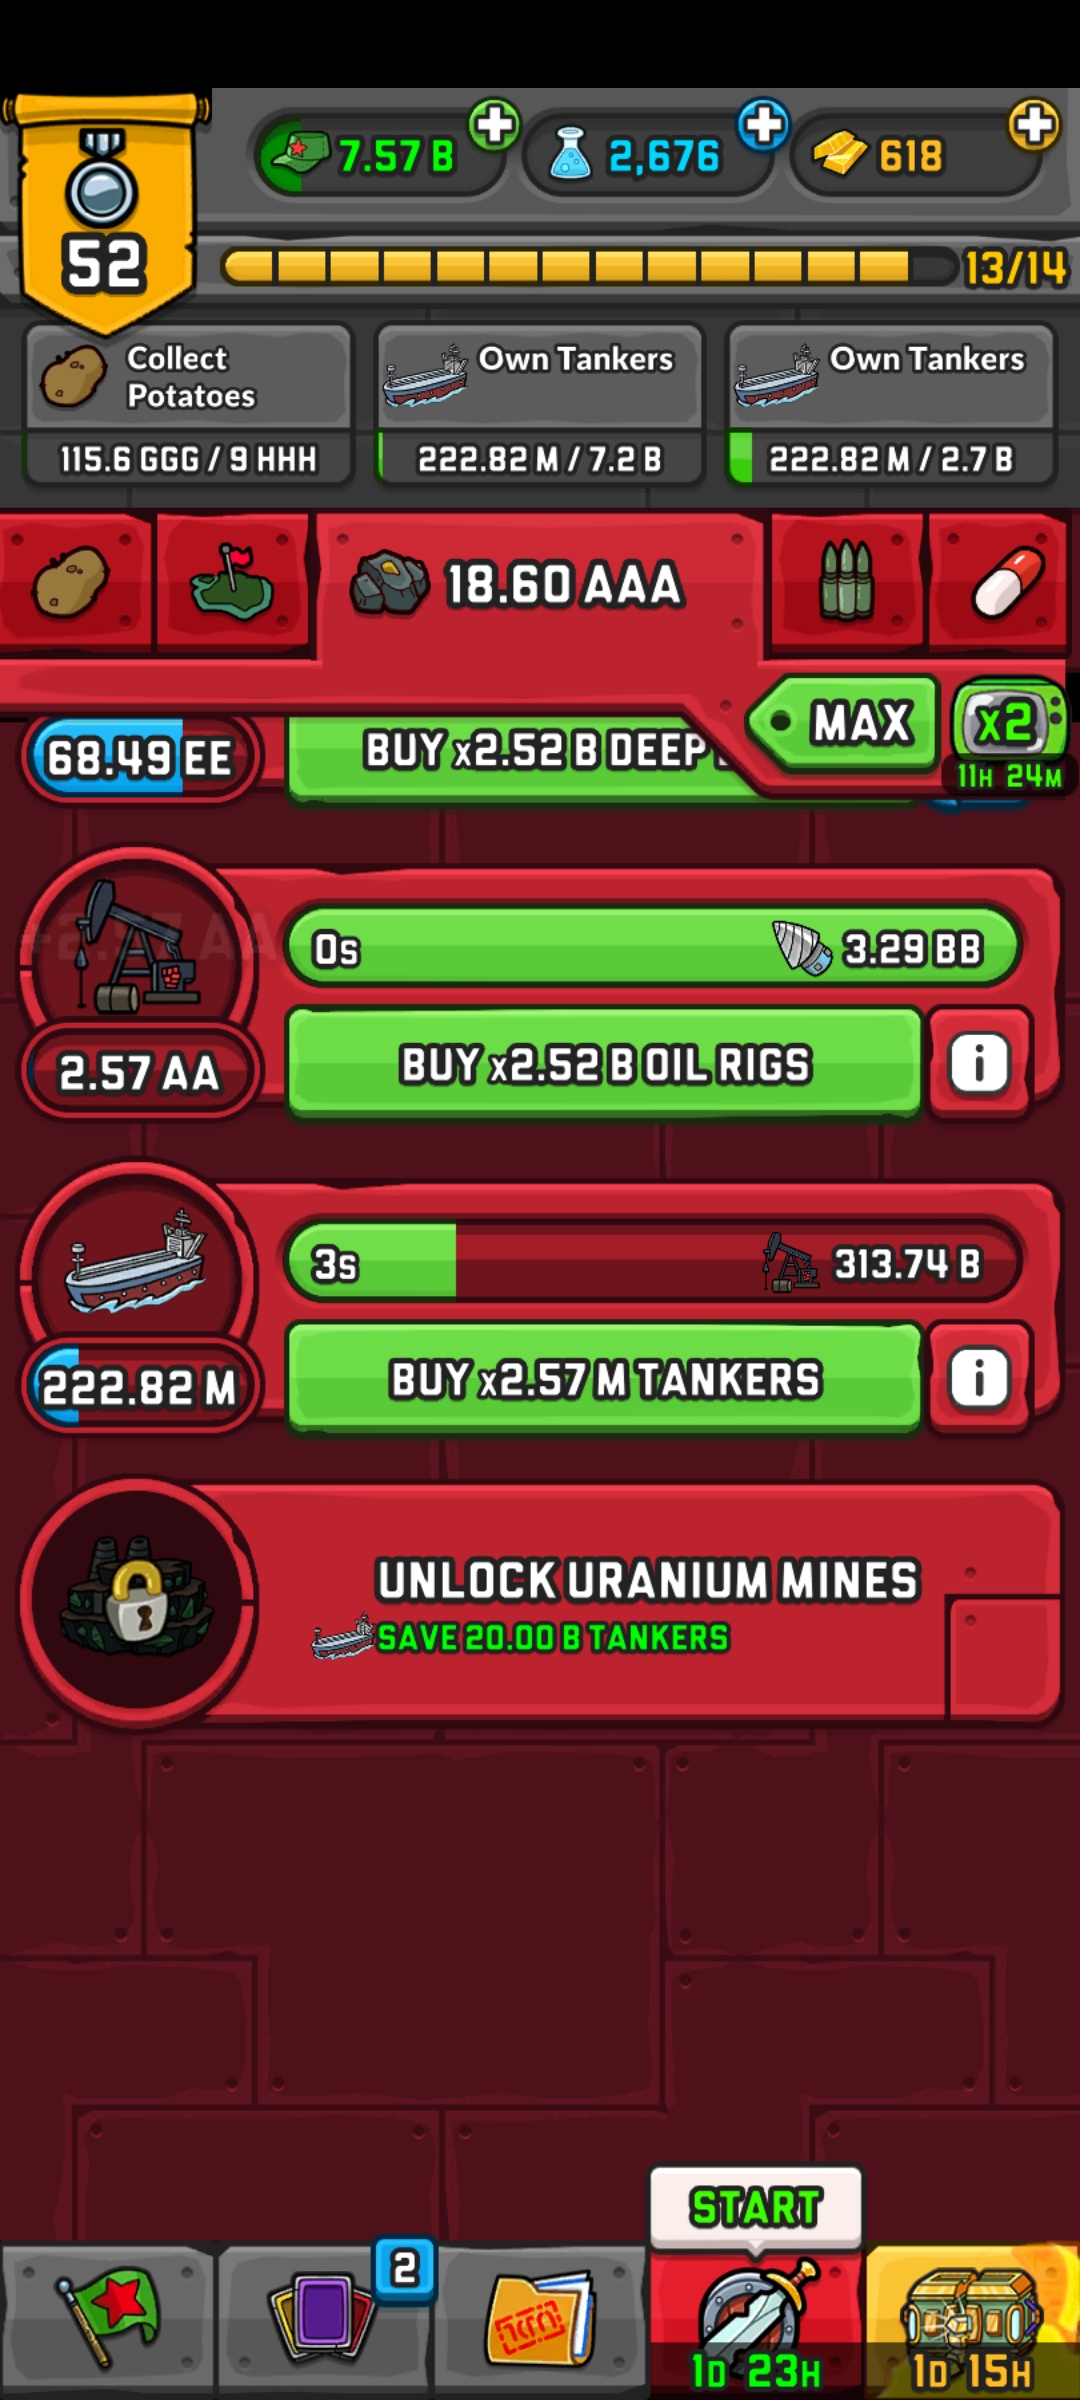 7.57 B
2,676
618
52
13/14
Collect
Potatoes
115.6 GGG / 9 HHH
Own Tankers
222.82 M / 7.2 B
Own Tankers
222.82 M / 2.7 B
18.60 AAA
MAX
x2
11H 24M
68.49 EE
BUY x2.52 B DEEP
0s
3.29 BB
2.57 AA
BUY x2.52 B OIL RIGS
i
3s
313.74 B
222.82 M
BUY x2.57 M TANKERS
i
UNLOCK URANIUM MINES
SAVE 20.00 B TANKERS
START
2
1D 23H
1D 15H